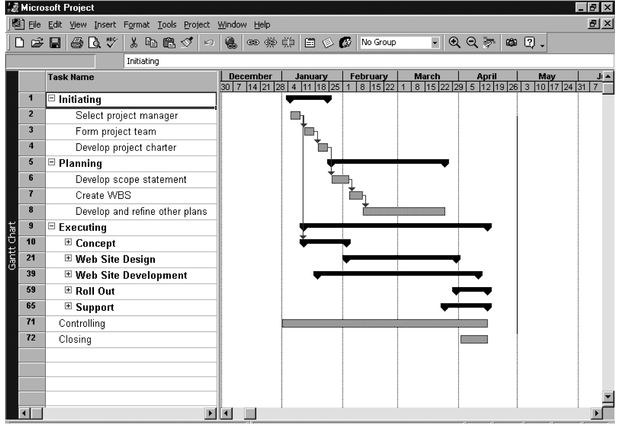 Microsoft Project
File Edit View Insert Format Tools Project Window Help
No Group
Initiating
Task Name
December January February March April May
30 7 14 21 28 4 11 18 25 1 8 15 22 1 8 15 22 29 5 12 19 26 3 10 17 24 31 7
1 Initiating
2 Select project manager
3 Form project team
4 Develop project charter
5 Planning
6 Develop scope statement
7 Create WBS
8 Develop and refine other plans
9 Executing
10 Concept
21 Web Site Design
39 Web Site Development
59 Roll Out
65 Support
71 Controlling
72 Closing
Gantt Chart